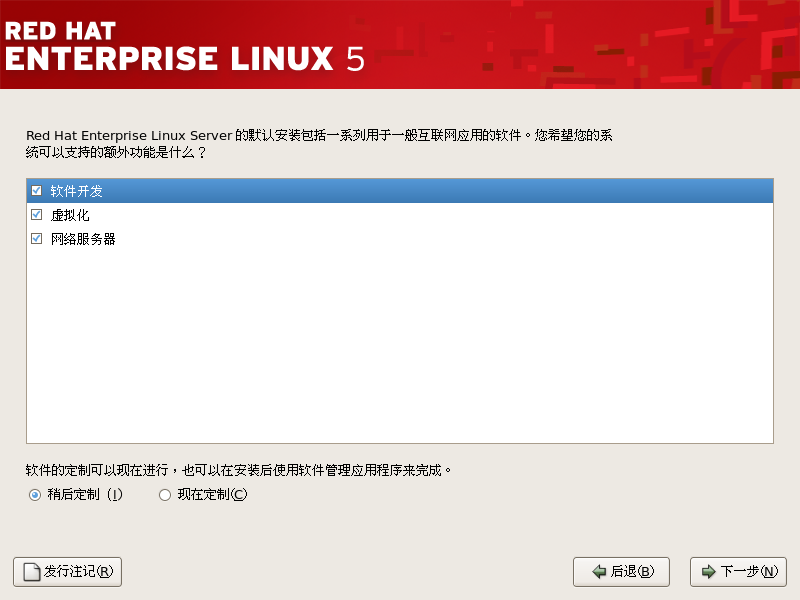 RED HAT
ENTERPRISE LINUX 5
Red Hat Enterprise Linux Server 的默认安装包括一系列用于一般互联网应用的软件。您希望您的系
统可以支持的额外功能是什么？
软件开发
虚拟化
网络服务器
软件的定制可以现在进行，也可以在安装后使用软件管理应用程序来完成。
稍后定制（I） 现在定制(C)
发行注记(R) 后退(B) 下一步(N)